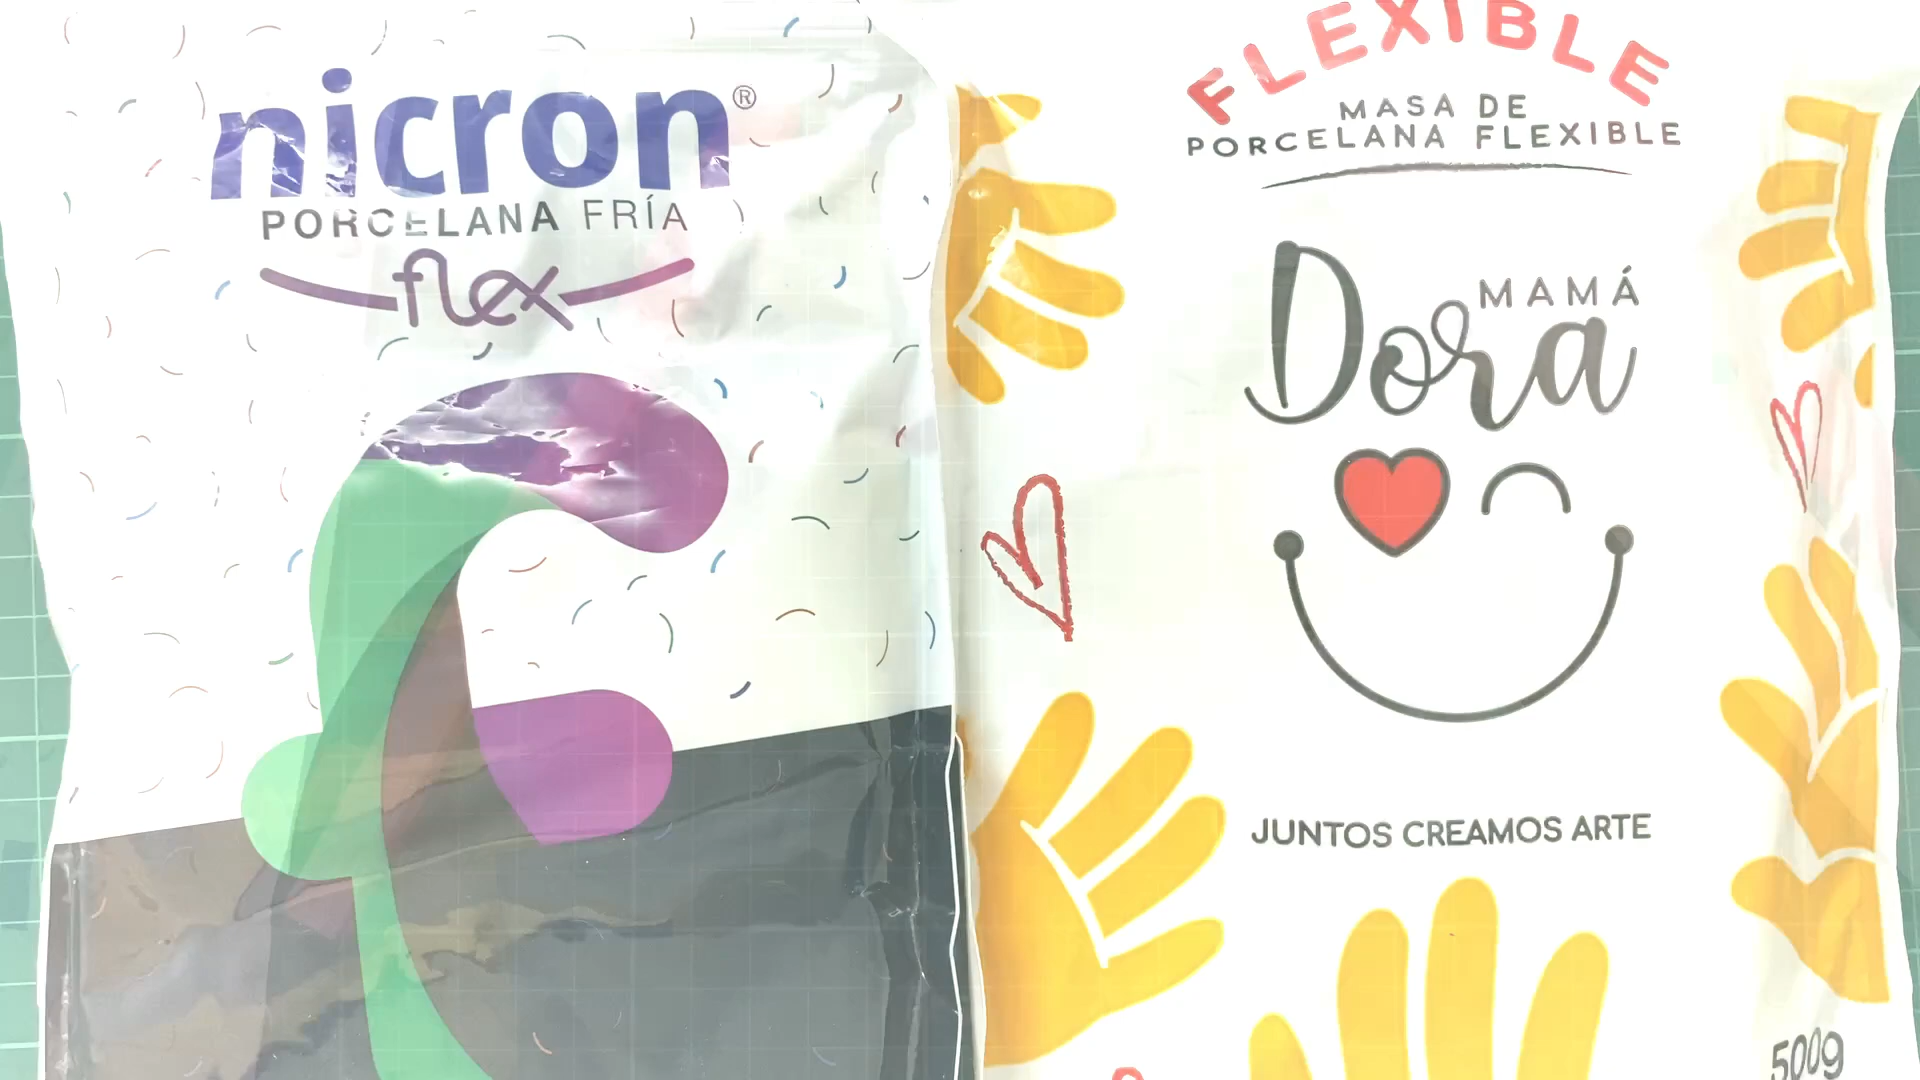 nicron®
PORCELANA FRÍA
flex
FLEXIBLE
MASA DE
PORCELANA FLEXIBLE
MAMÁ
Dora
JUNTOS CREAMOS ARTE
500g